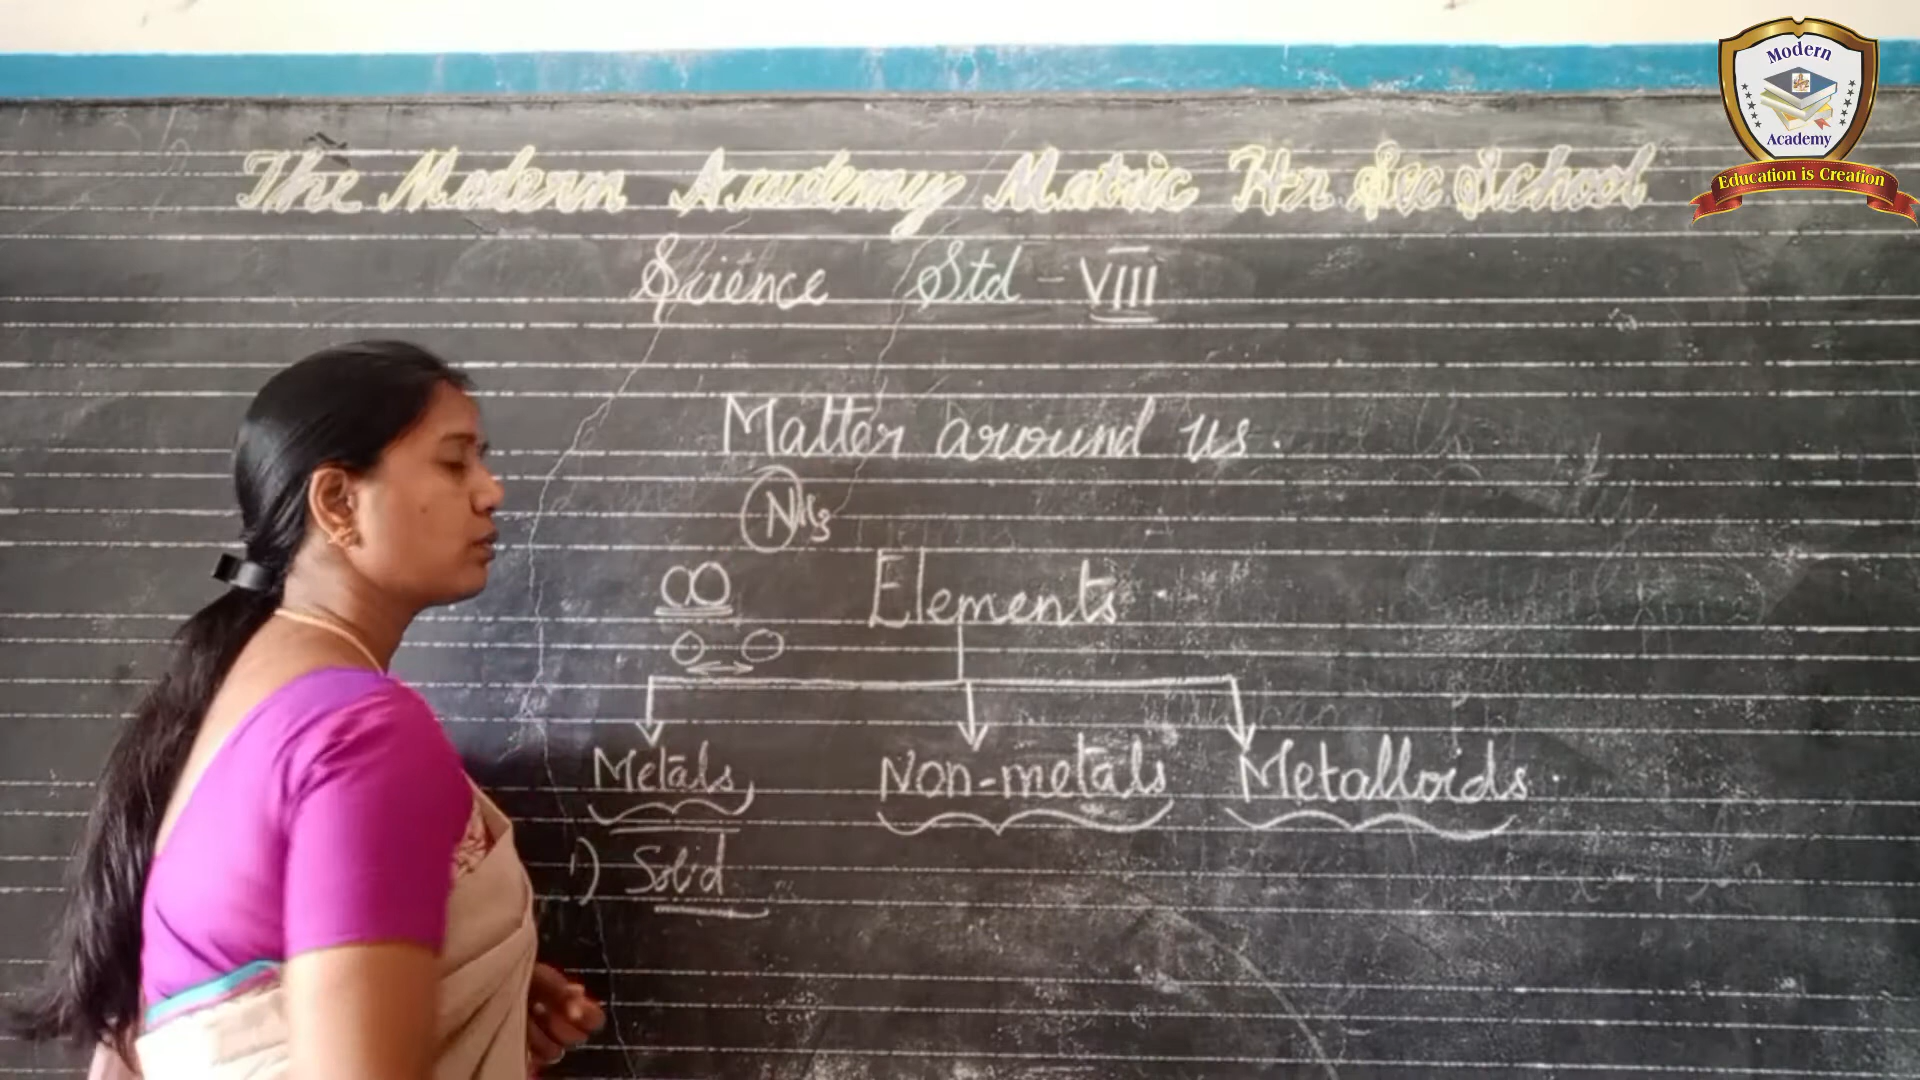 Modern
Academy
Education is Creation
The Modern Academy Matric Hr Sec School
Science Std - VIII
Matter around us.
NH3
Elements.
Metals Non-metals Metalloids.
1) Solid